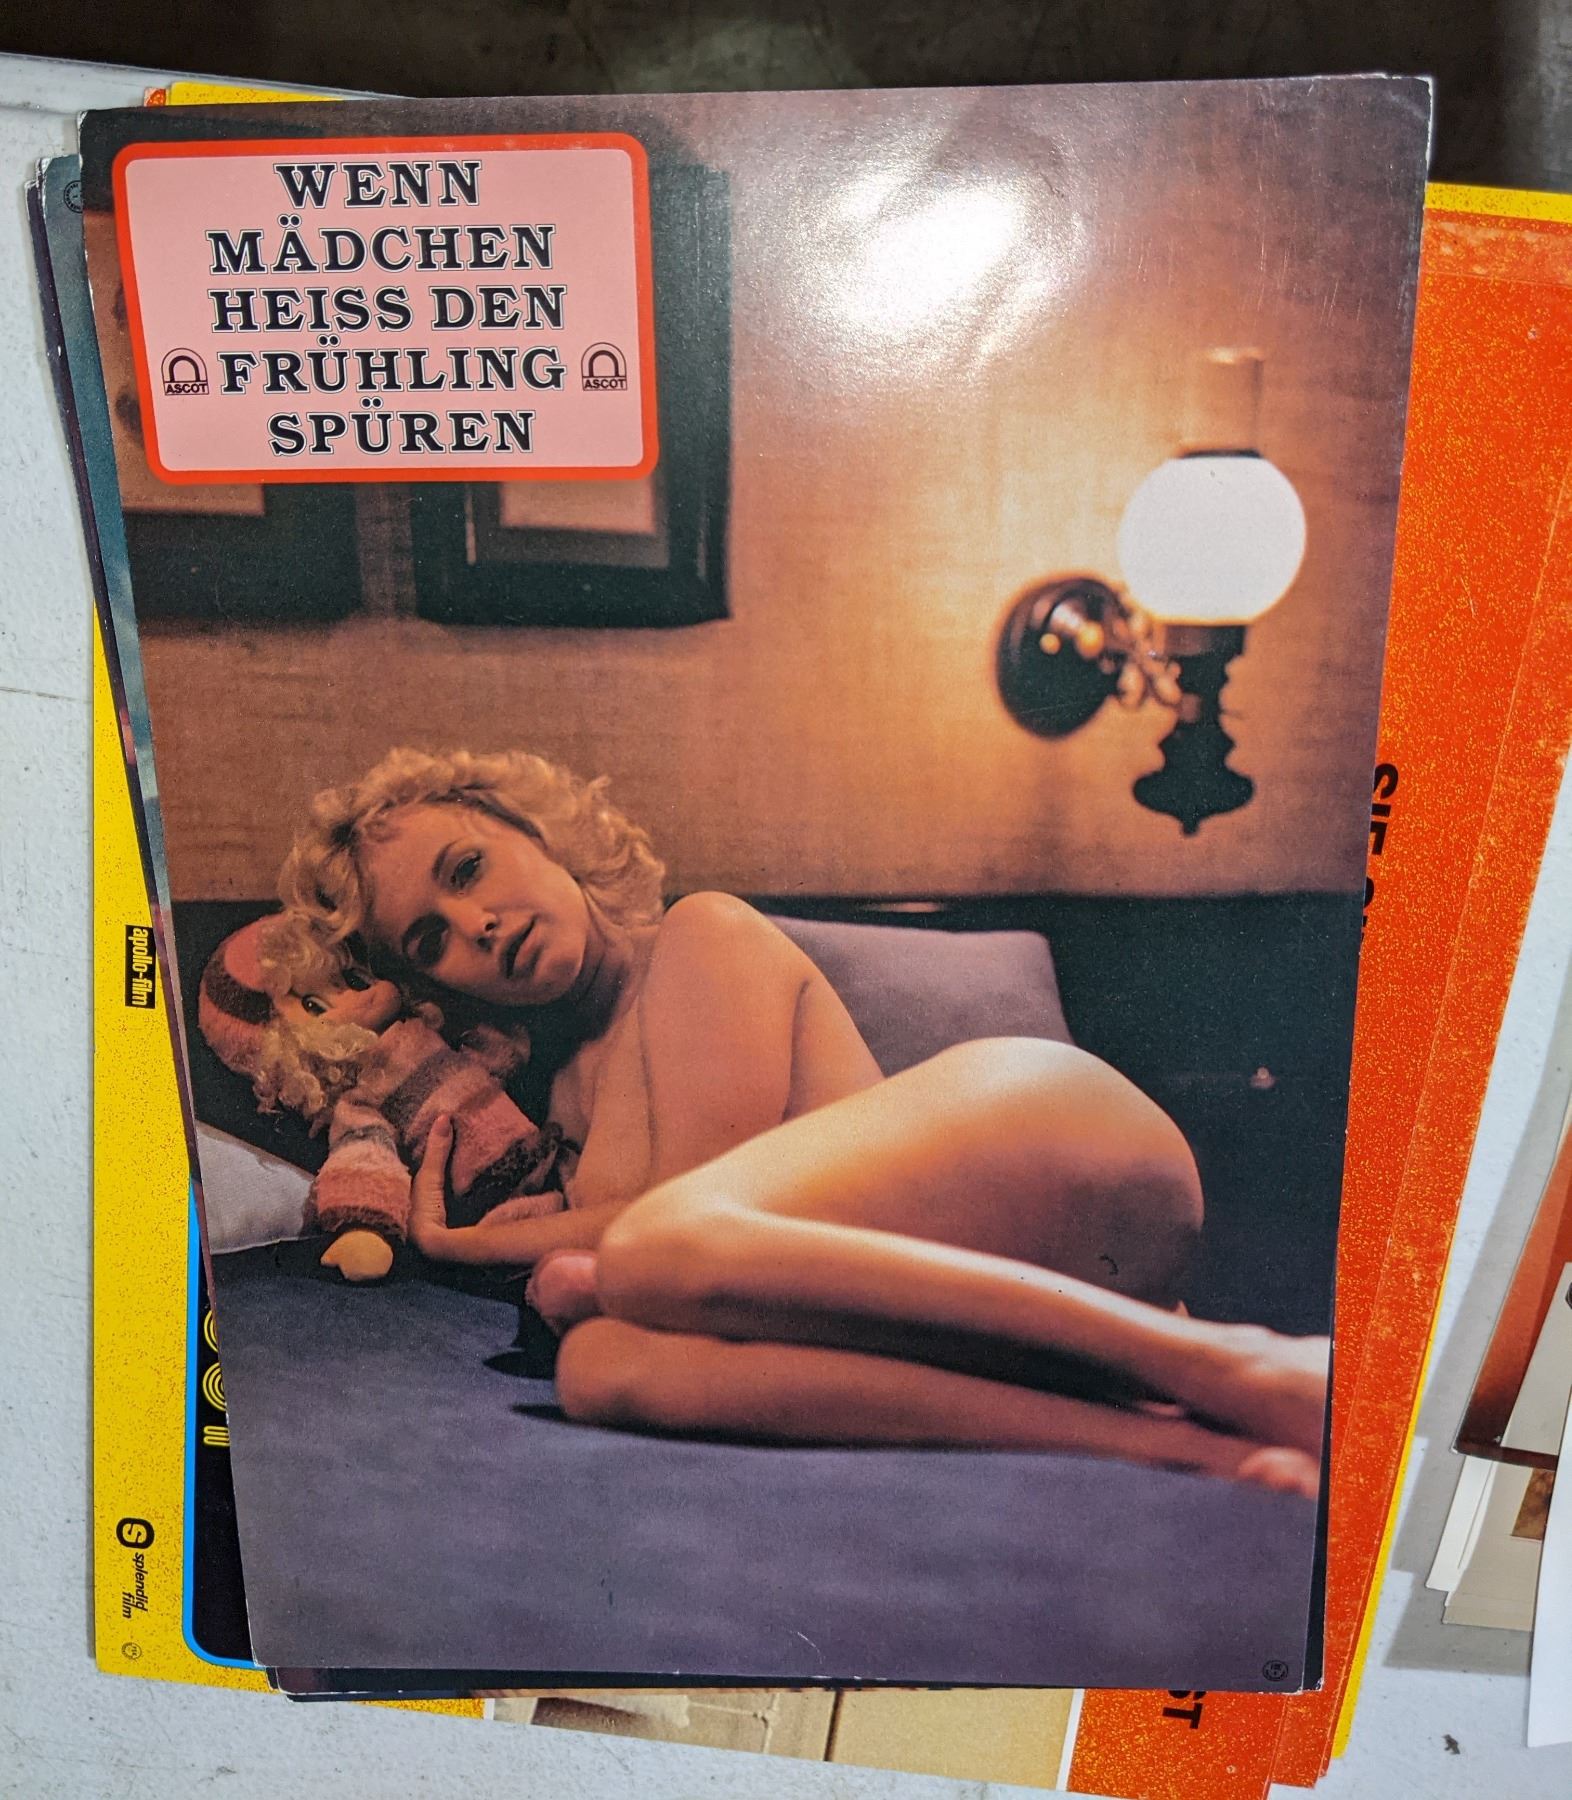 WENN
MÄDCHEN
HEISS DEN
FRÜHLING
SPÜREN
ASCOT
ASCOT
apollo-film
splendid
film